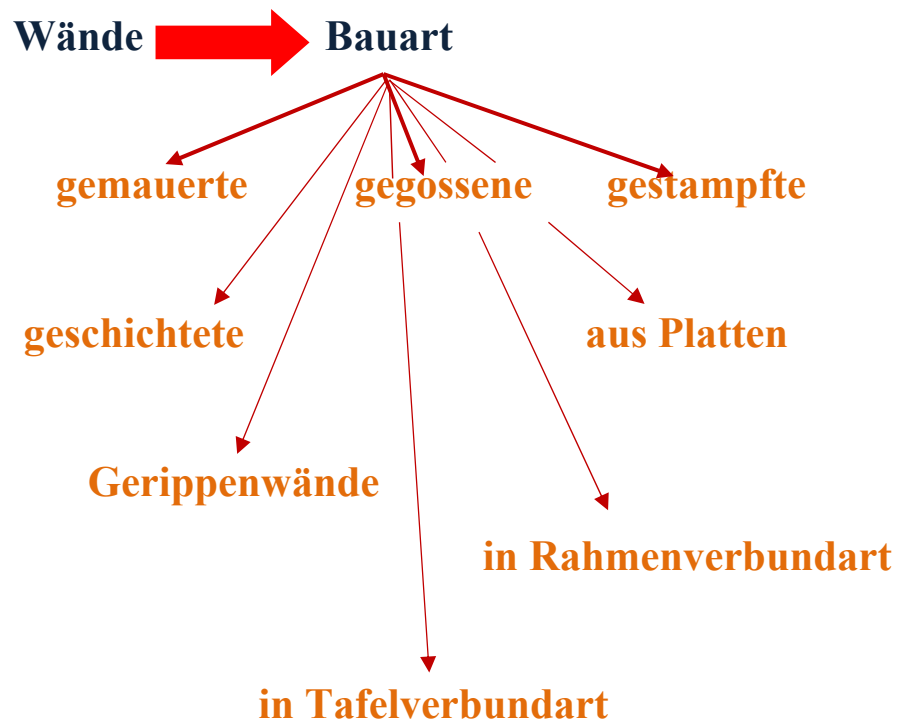 Wände Bauart
gemauerte gegossene gestampfte
geschichtete aus Platten
Gerippenwände
in Rahmenverbundart
in Tafelverbundart